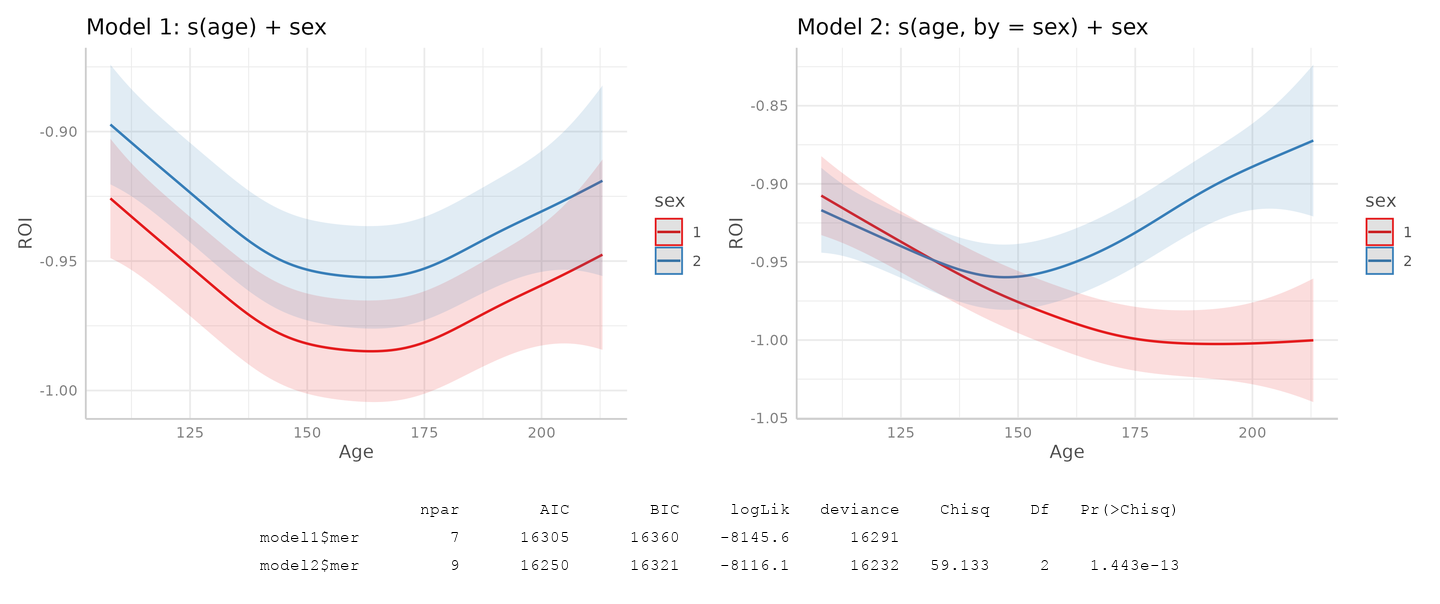 Model 1: s(age) + sex
-0.90
-0.95
-1.00
ROI
125 150 175 200
Age
sex
1
2
Model 2: s(age, by = sex) + sex
-0.85
-0.90
-0.95
-1.00
-1.05
ROI
125 150 175 200
Age
sex
1
2
npar AIC BIC logLik deviance Chisq Df Pr(>Chisq)
model1$mer 7 16305 16360 -8145.6 16291
model2$mer 9 16250 16321 -8116.1 16232 59.133 2 1.443e-13